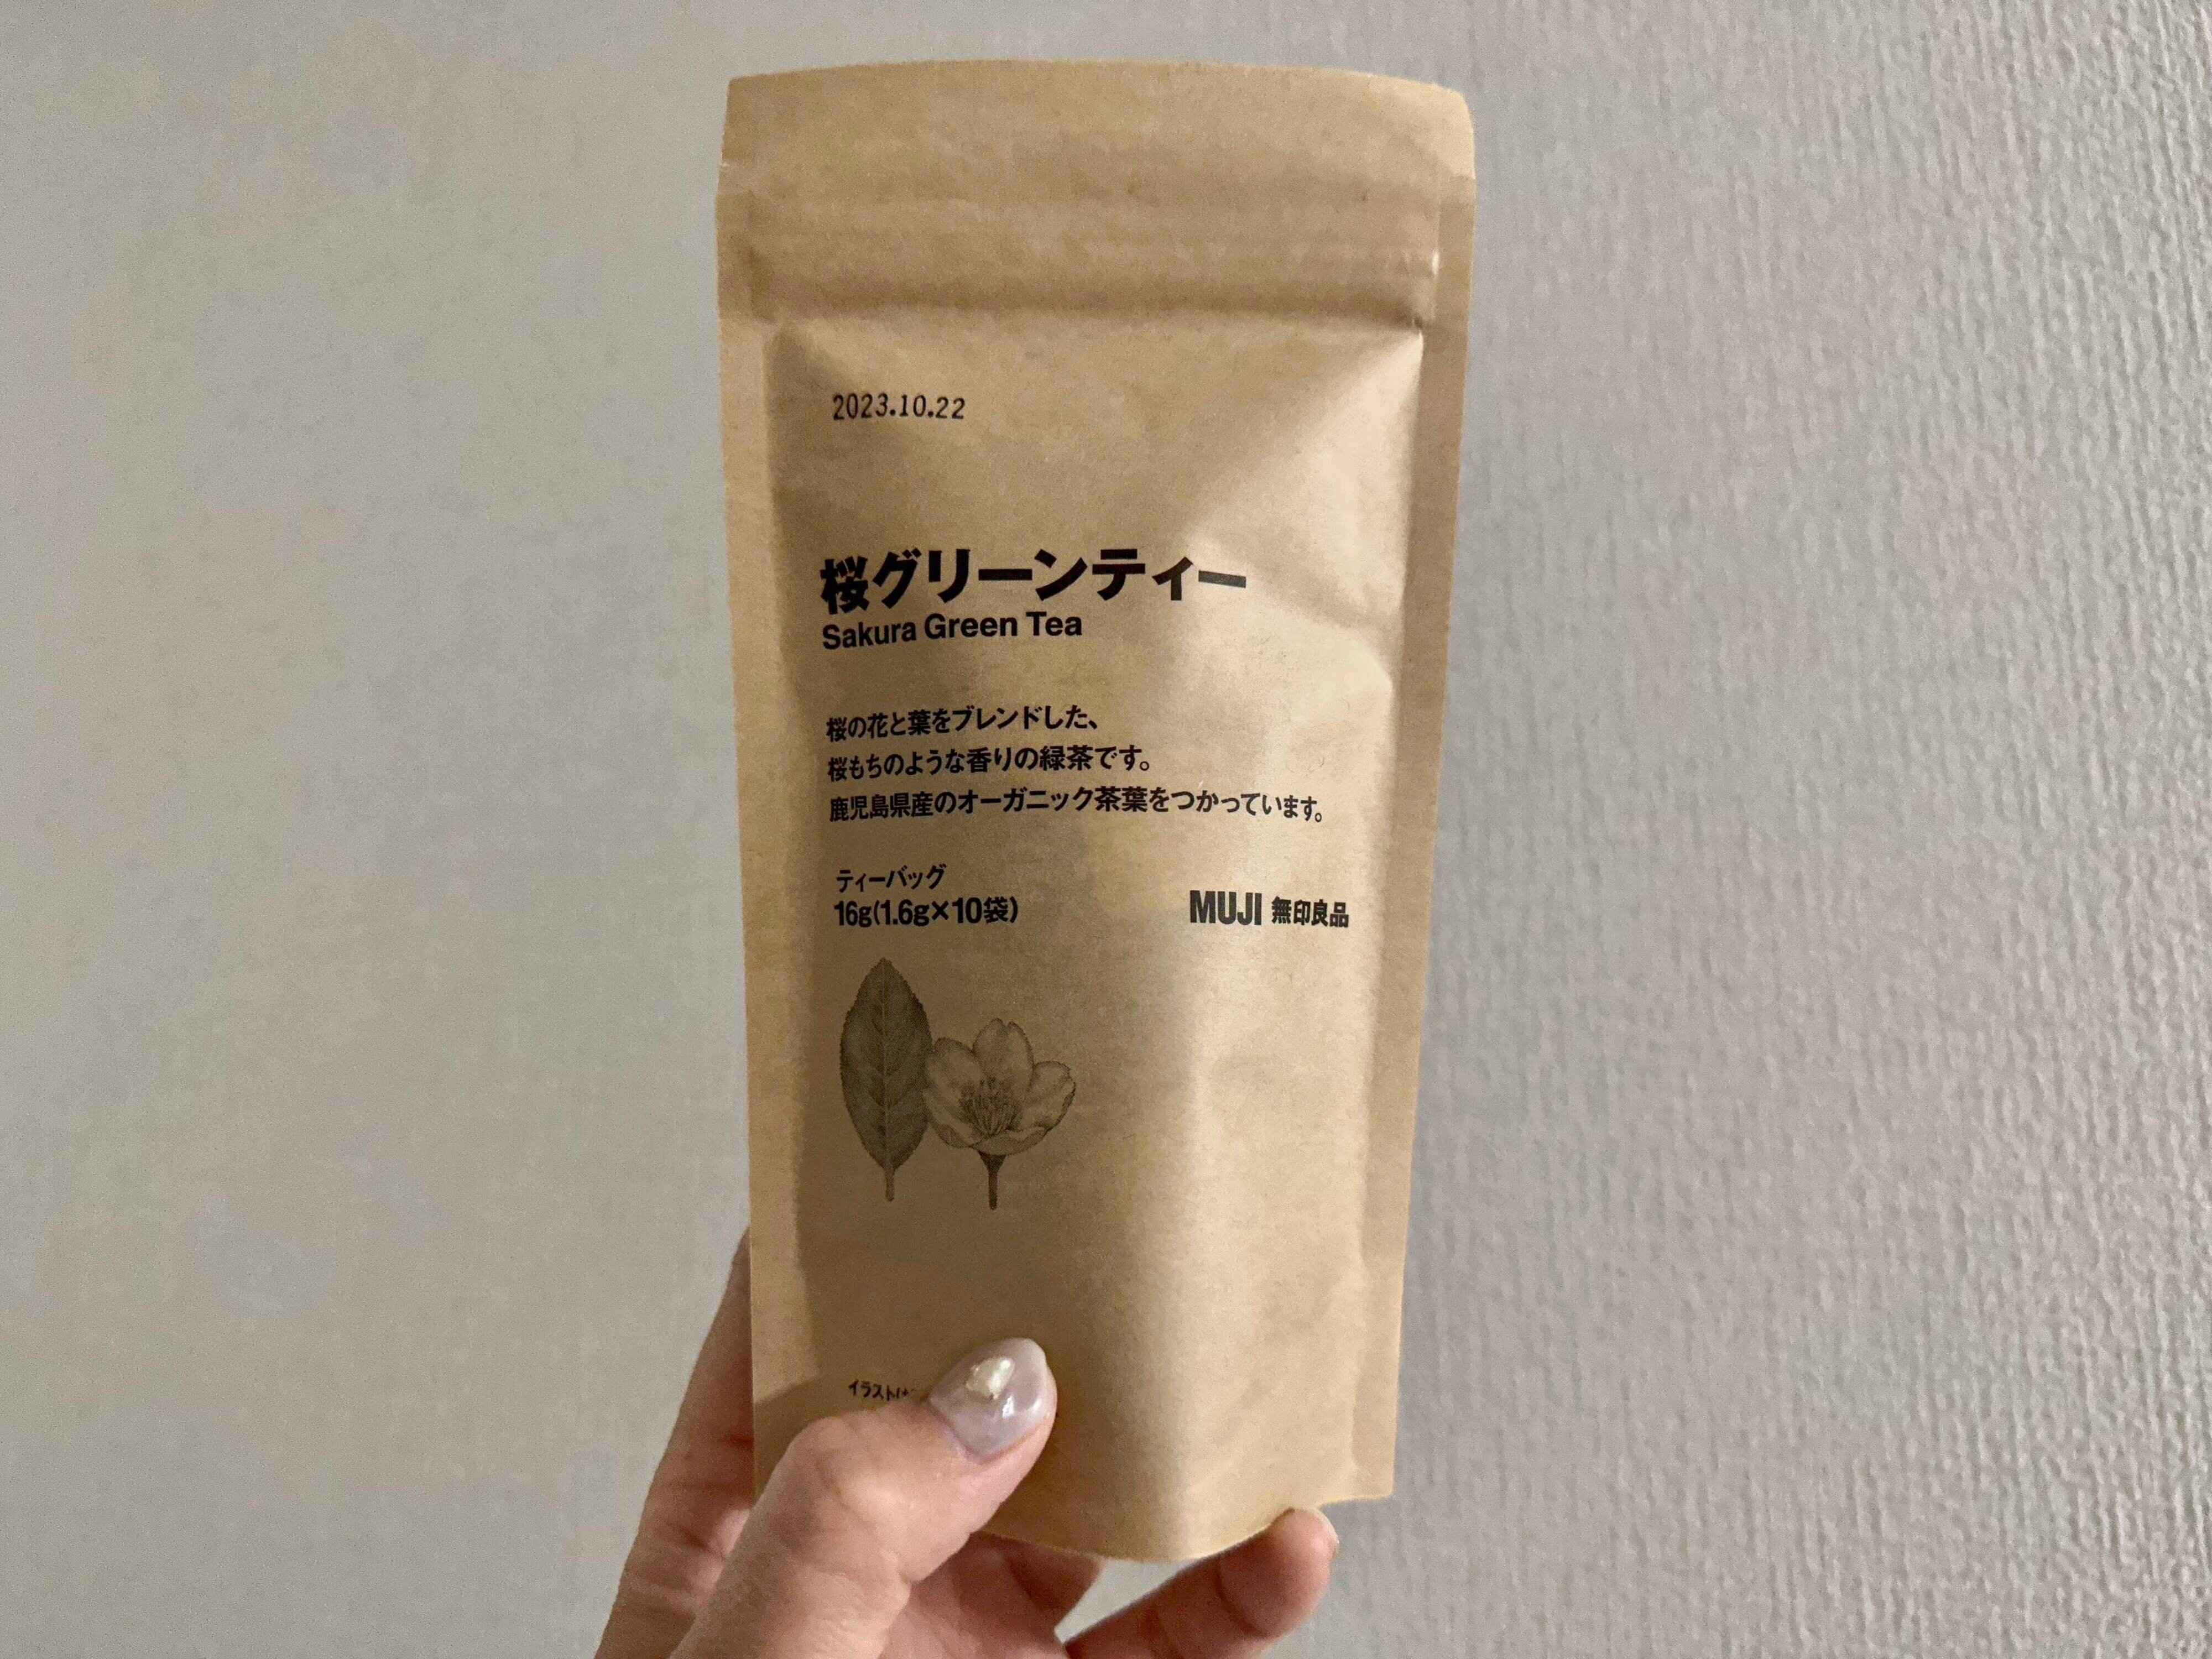 2023.10.22
桜グリーンティー
Sakura Green Tea
桜の花と葉をブレンドした、
桜もちのような香りの緑茶です。
鹿児島県産のオーガニック茶葉をつかっています。
ティーバッグ
16g(1.6g×10袋)
MUJI 無印良品
イラスト